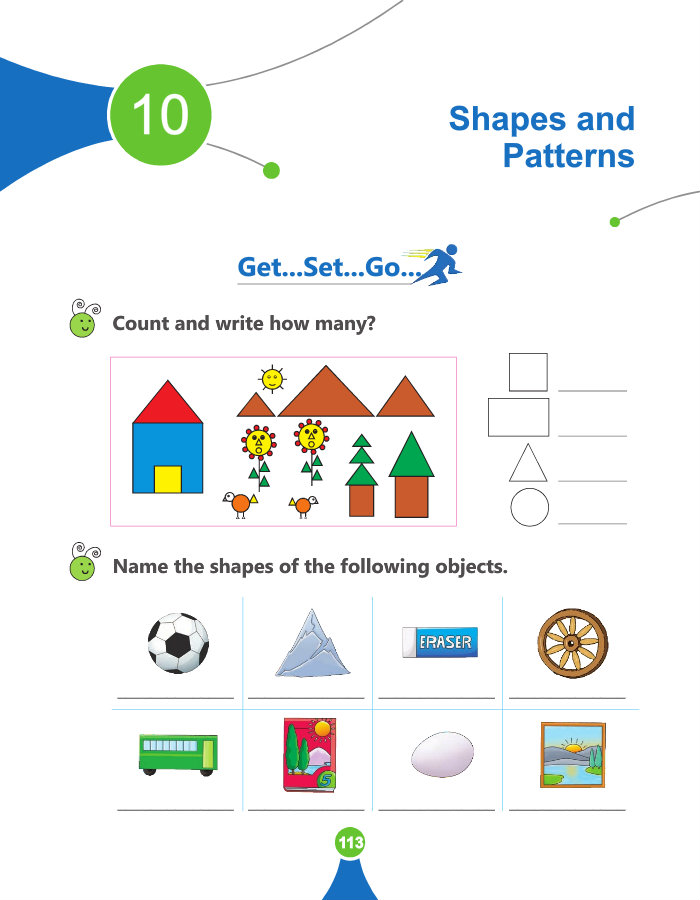 10
Shapes and
Patterns
Get...Set...Go...
Count and write how many?
Name the shapes of the following objects.
ERASER
5
113